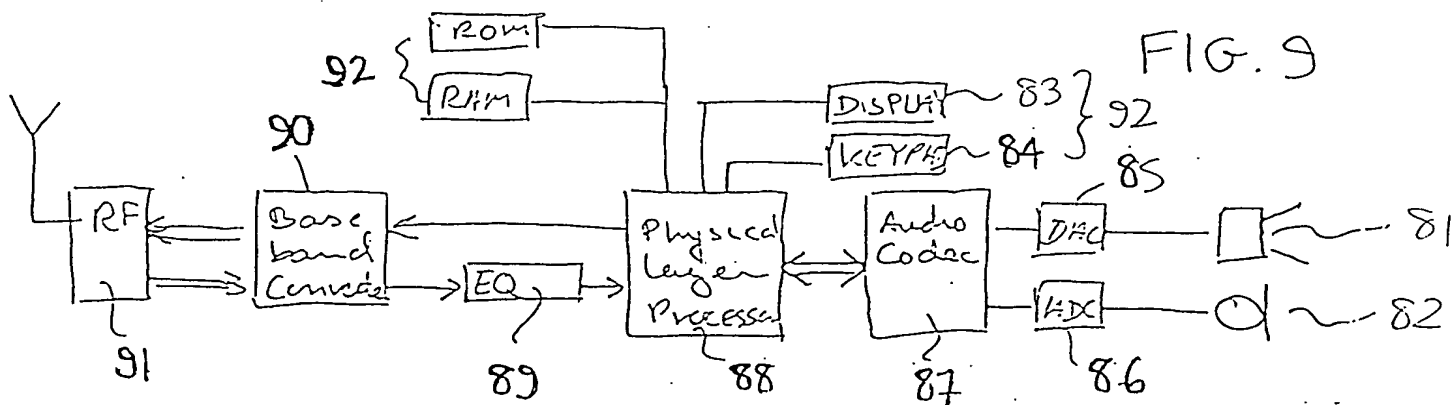 ROM
92
RAM
FIG. 9
DISPLAY
83
92
KEYPAD
84
90
85
RF
Base
band
EQ
Physical
layer
Processor
Audio
Codec
DAC
81
ADC
82
91
89
88
87
86